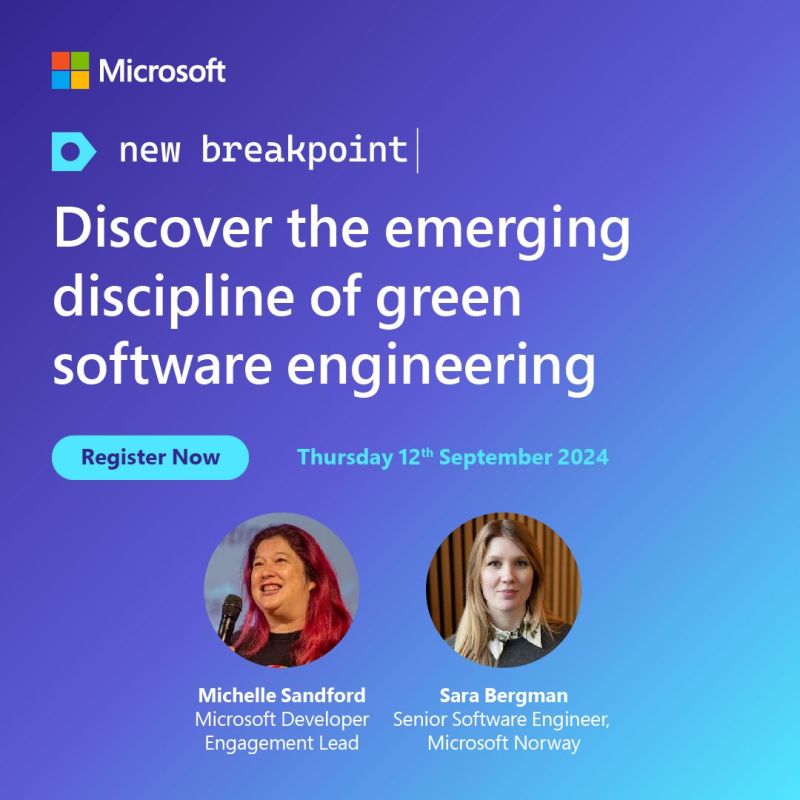 Microsoft
new breakpoint
Discover the emerging
discipline of green
software engineering
Register Now
Thursday 12th September 2024
Michelle Sandford
Microsoft Developer
Engagement Lead
Sara Bergman
Senior Software Engineer,
Microsoft Norway